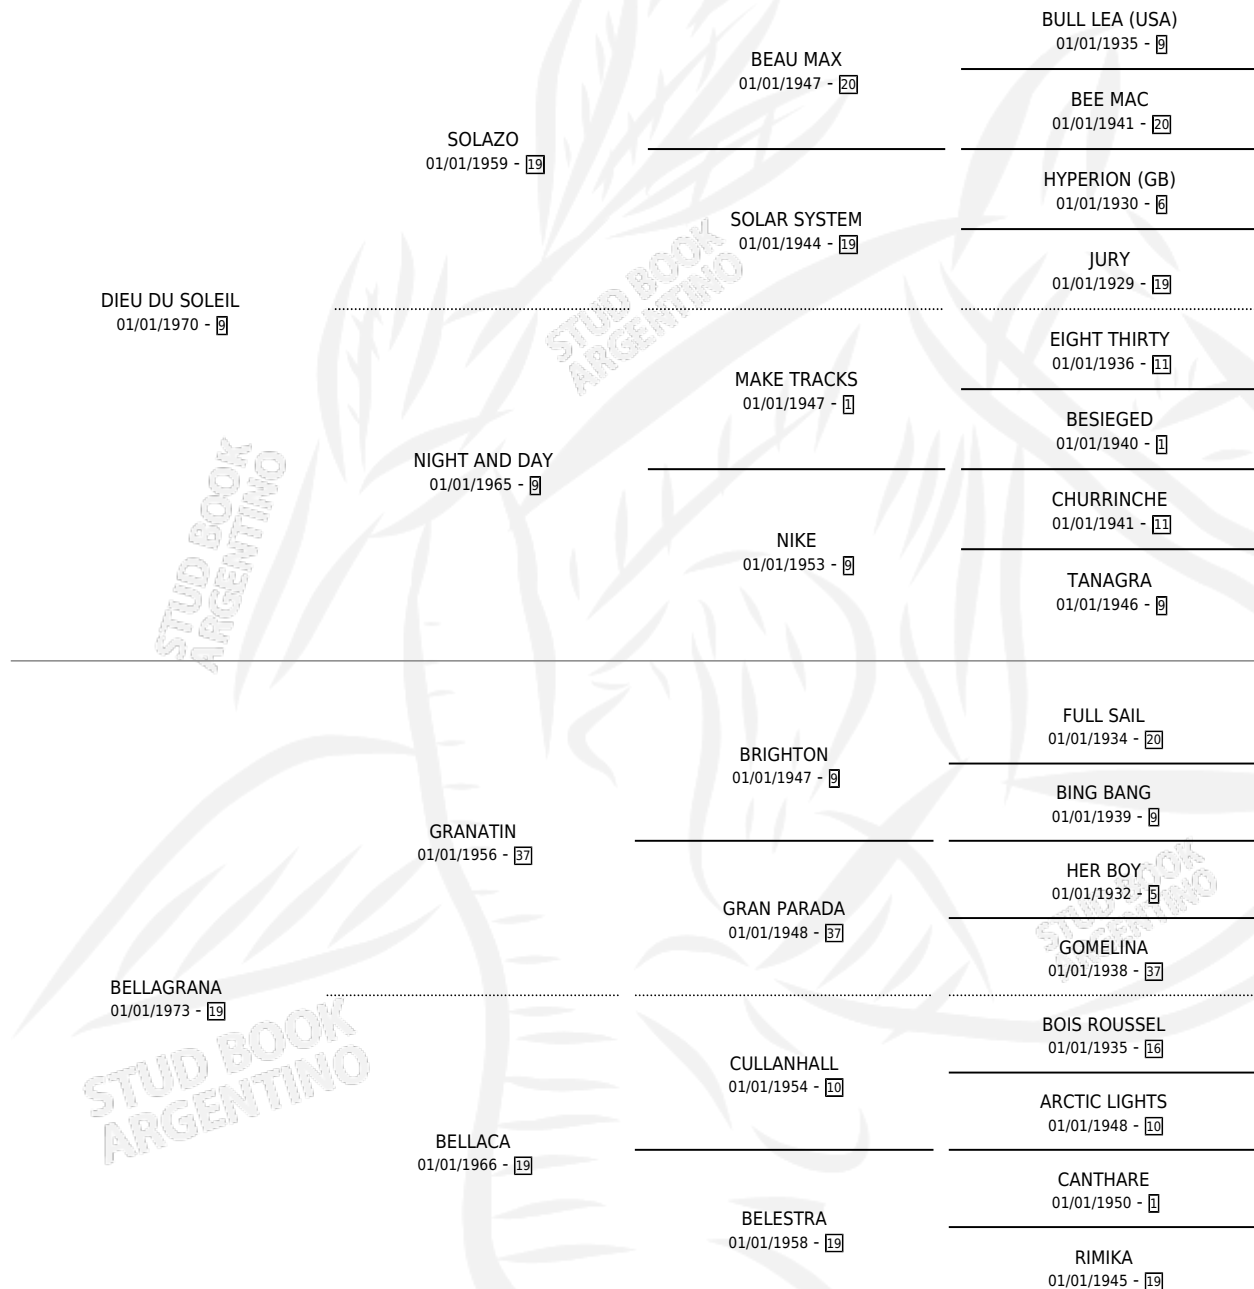 BULL LEA (USA)
01/01/1935 - 9
BEAU MAX
01/01/1947 - 20
BEE MAC
01/01/1941 - 20
SOLAZO
01/01/1959 - 19
HYPERION (GB)
01/01/1930 - 6
SOLAR SYSTEM
01/01/1944 - 19
JURY
01/01/1929 - 19
DIEU DU SOLEIL
01/01/1970 - 9
STUD BOOK
ARGENTINO
EIGHT THIRTY
01/01/1936 - 11
MAKE TRACKS
01/01/1947 - 1
BESIEGED
01/01/1940 - 1
NIGHT AND DAY
01/01/1965 - 9
CHURRINCHE
01/01/1941 - 11
NIKE
01/01/1953 - 9
TANAGRA
01/01/1946 - 9
STUD BOOK
ARGENTINO
FULL SAIL
01/01/1934 - 20
BRIGHTON
01/01/1947 - 9
BING BANG
01/01/1939 - 9
GRANATIN
01/01/1956 - 37
HER BOY
01/01/1932 - 5
GRAN PARADA
01/01/1948 - 37
STUD BOOK
ARGENTINO
GOMELINA
01/01/1938 - 37
BELLAGRANA
01/01/1973 - 19
BOIS ROUSSEL
01/01/1935 - 16
CULLANHALL
01/01/1954 - 10
ARCTIC LIGHTS
01/01/1948 - 10
STUD BOOK
ARGENTINO
BELLACA
01/01/1966 - 19
CANTHARE
01/01/1950 - 1
BELESTRA
01/01/1958 - 19
RIMIKA
01/01/1945 - 19